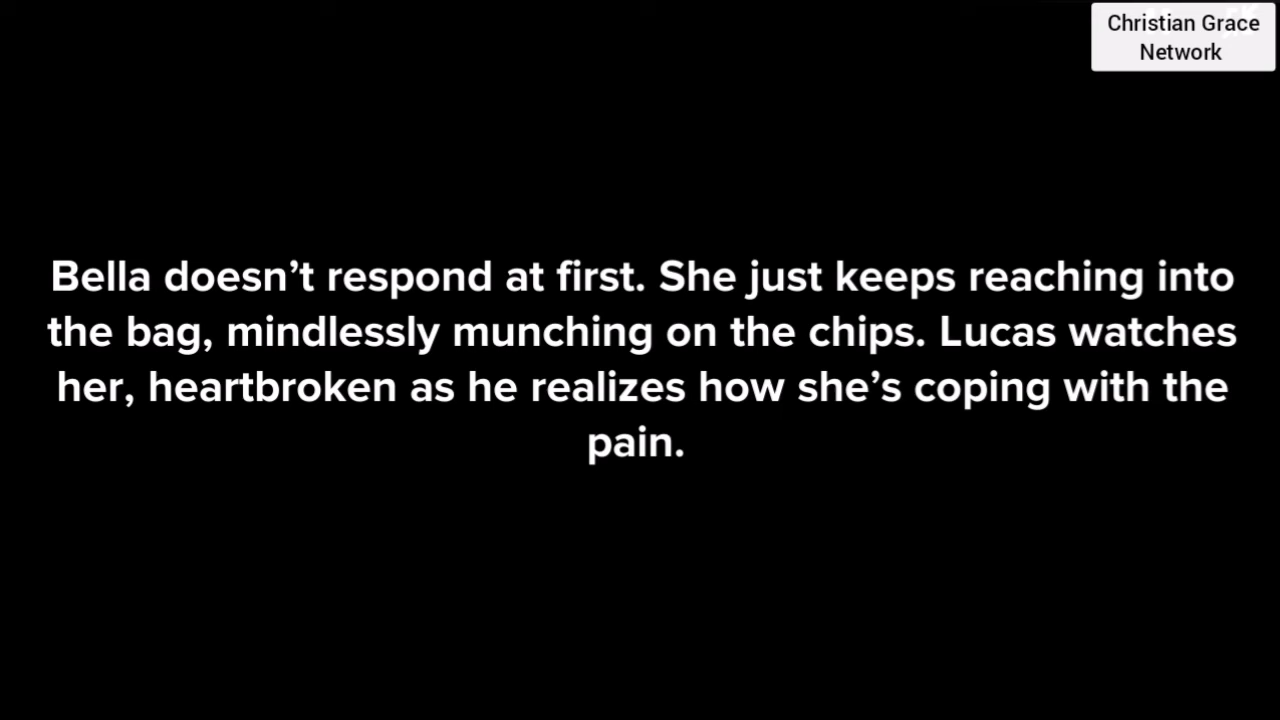 Christian Grace
Network
Bella doesn’t respond at first. She just keeps reaching into
the bag, mindlessly munching on the chips. Lucas watches
her, heartbroken as he realizes how she’s coping with the
pain.